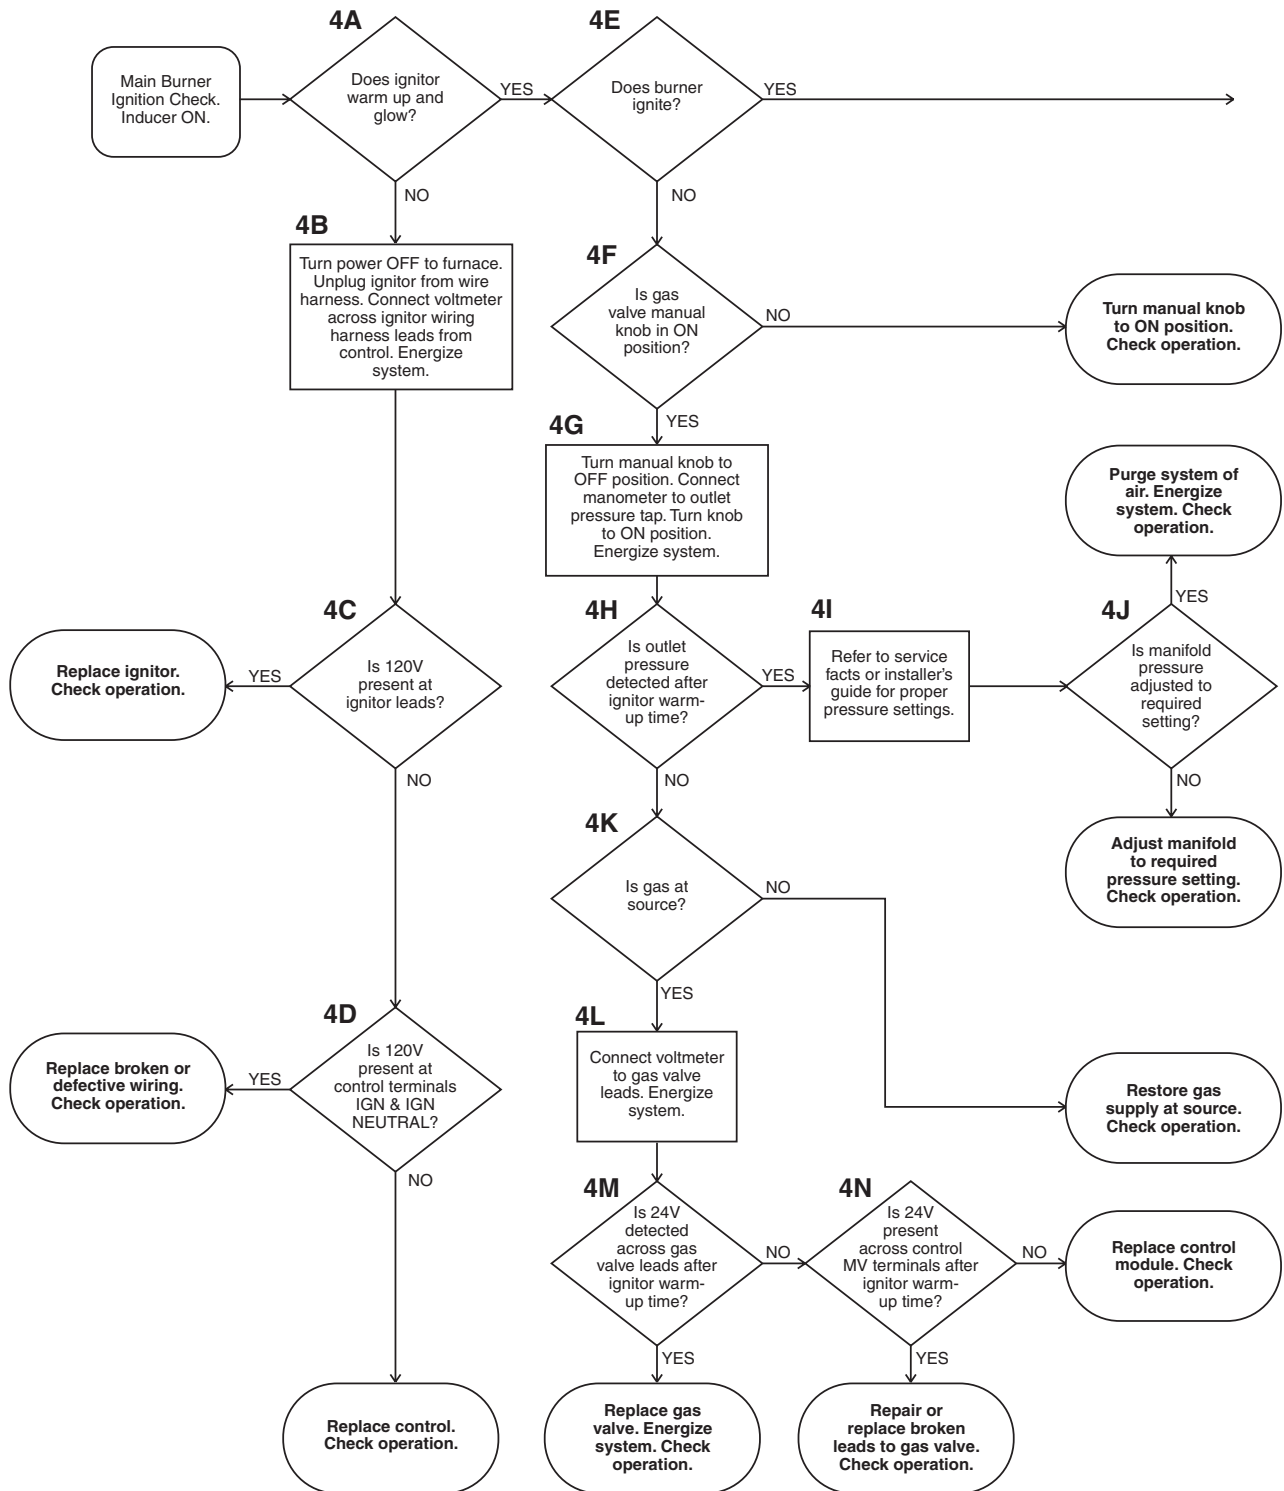 4A
4E
Main Burner
Ignition Check.
Inducer ON.
Does ignitor
warm up and
glow?
YES
Does burner
ignite?
YES
NO
NO
4B
Turn power OFF to furnace.
Unplug ignitor from wire
harness. Connect voltmeter
across ignitor wiring
harness leads from
control. Energize
system.
4F
Is gas
valve manual
knob in ON
position?
NO
Turn manual knob
to ON position.
Check operation.
YES
4G
Turn manual knob to
OFF position. Connect
manometer to outlet
pressure tap. Turn knob
to ON position.
Energize system.
Purge system of
air. Energize
system. Check
operation.
YES
4C
Is 120V
present at
ignitor leads?
YES
Replace ignitor.
Check operation.
NO
4H
Is outlet
pressure
detected after
ignitor warm-
up time?
YES
4I
Refer to service
facts or installer's
guide for proper
pressure settings.
4J
Is manifold
pressure
adjusted to
required
setting?
NO
NO
Adjust manifold
to required
pressure setting.
Check operation.
4K
Is gas at
source?
NO
YES
4D
Is 120V
present at
control terminals
IGN & IGN
NEUTRAL?
YES
Replace broken or
defective wiring.
Check operation.
NO
4L
Connect voltmeter
to gas valve
leads. Energize
system.
Restore gas
supply at source.
Check operation.
4M
Is 24V
detected
across gas
valve leads after
ignitor warm-
up time?
NO
4N
Is 24V
present
across control
MV terminals after
ignitor warm-
up time?
NO
Replace control
module. Check
operation.
YES
YES
Replace control.
Check operation.
Replace gas
valve. Energize
system. Check
operation.
Repair or
replace broken
leads to gas valve.
Check operation.